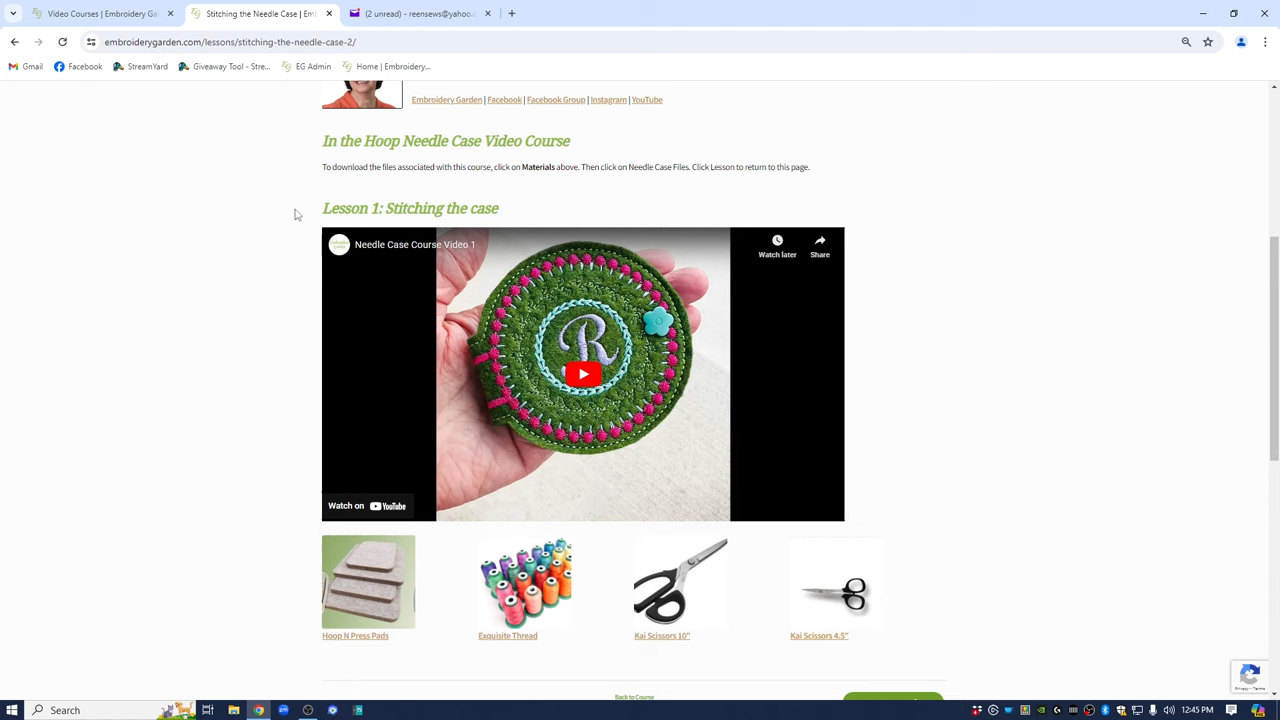 Video Courses | Embroidery Gar
Stitching the Needle Case | Emb
(2 unread) - egnews@yahoo.
embroiderygarden.com/lessons/stitching-the-needle-case-2/
Gmail
Facebook
StreamYard
Giveaway Tool - Stre...
EG Admin
Home | Embroidery...
Embroidery Garden | Facebook | Facebook Group | Instagram | YouTube
In the Hoop Needle Case Video Course
To download the files associated with this course, click on Materials above. Then click on Needle Case Files. Click Lesson to return to this page.
Lesson 1: Stitching the case
Needle Case Course Video 1
Watch later
Share
R
Watch on YouTube
Hoop N Press Pads
Exquisite Thread
Kai Scissors 10"
Kai Scissors 4.5"
Privacy - Terms
Back to Course
Search
12:45 PM